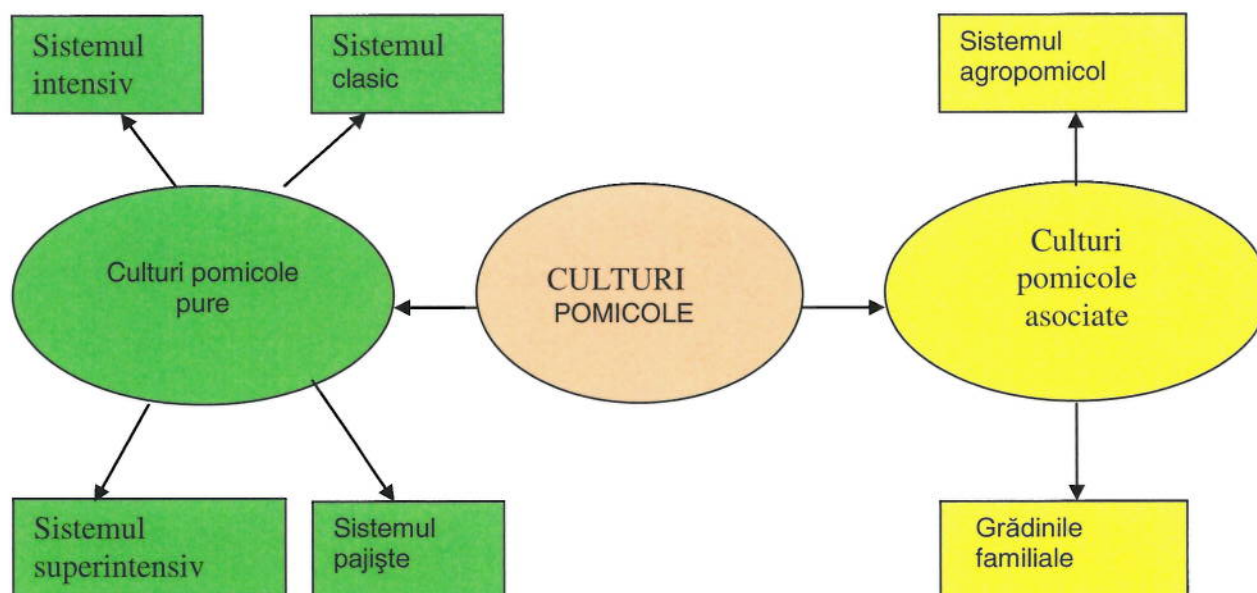 Sistemul
intensiv
Sistemul
clasic
Sistemul
agropomicol
Culturi pomicole
pure
CULTURI
POMICOLE
Culturi
pomicole
asociate
Sistemul
superintensiv
Sistemul
pajişte
Grădinile
familiale